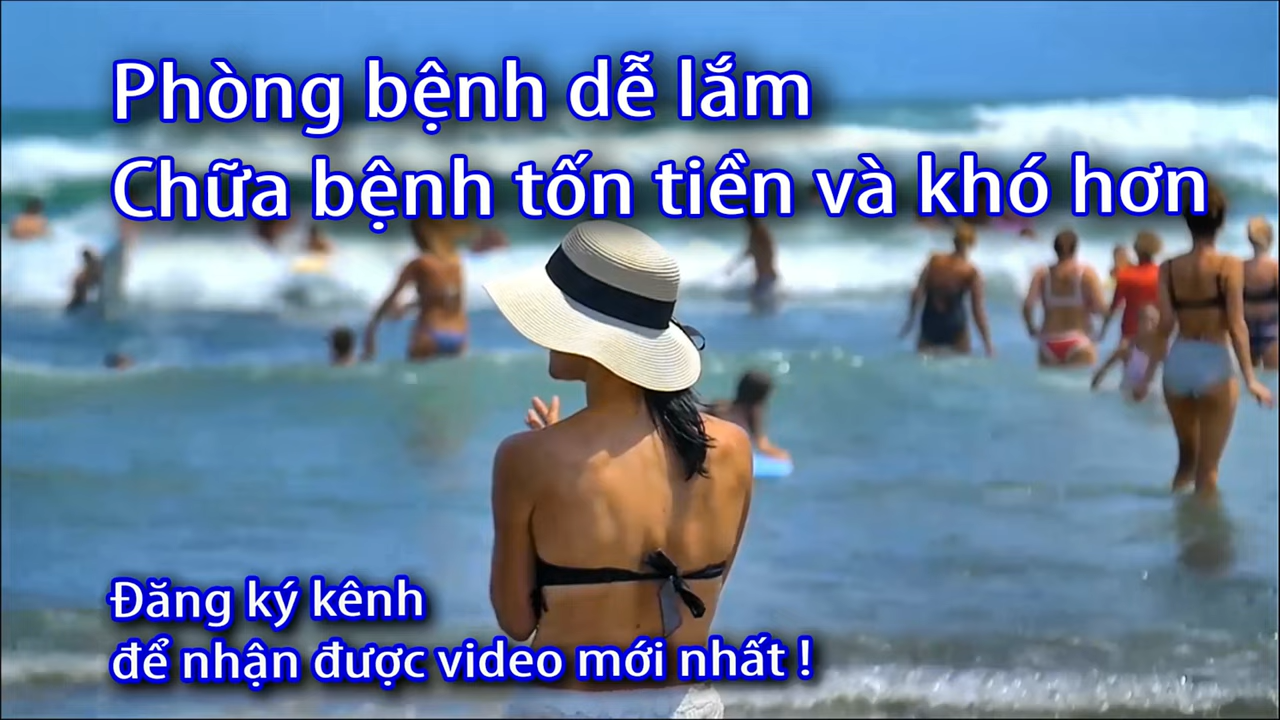 Phòng bệnh dễ lắm
Chữa bệnh tốn tiền và khó hơn
Đăng ký kênh
để nhận được video mới nhất !